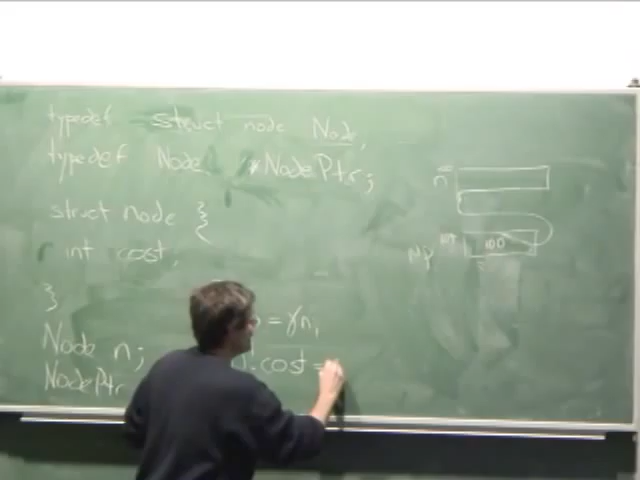 typedef struct node Node,
typedef Node *NodePtr;
struct node {
int cost,
}
= &n,
Node n;
.cost =
NodePtr
n
100
np